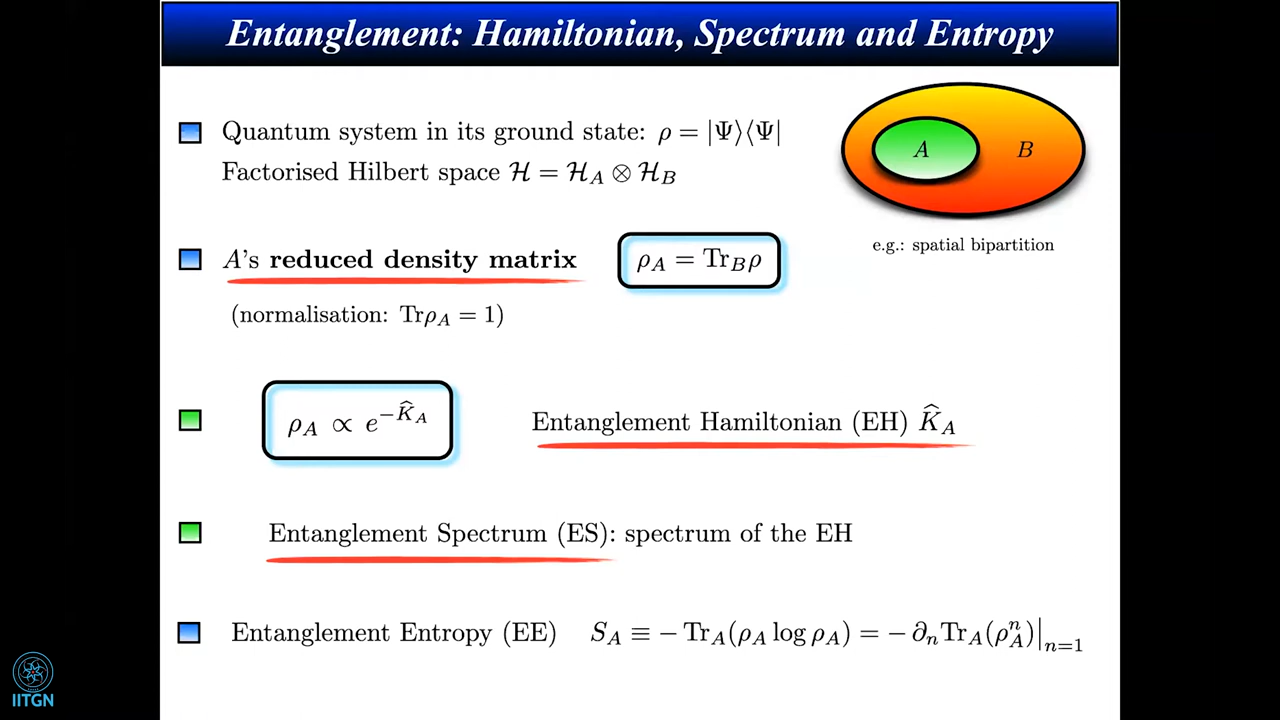 Entanglement: Hamiltonian, Spectrum and Entropy
Quantum system in its ground state: ρ = |Ψ⟩⟨Ψ|
Factorised Hilbert space ℋ = ℋ_A ⊗ ℋ_B
A B
e.g.: spatial bipartition
A's reduced density matrix ρ_A = Tr_B ρ
(normalisation: Trρ_A = 1)
ρ_A ∝ e^{−K̂_A} Entanglement Hamiltonian (EH) K̂_A
Entanglement Spectrum (ES): spectrum of the EH
Entanglement Entropy (EE) S_A ≡ − Tr_A(ρ_A log ρ_A) = − ∂_n Tr_A(ρ_A^n)|_{n=1}
IITGN